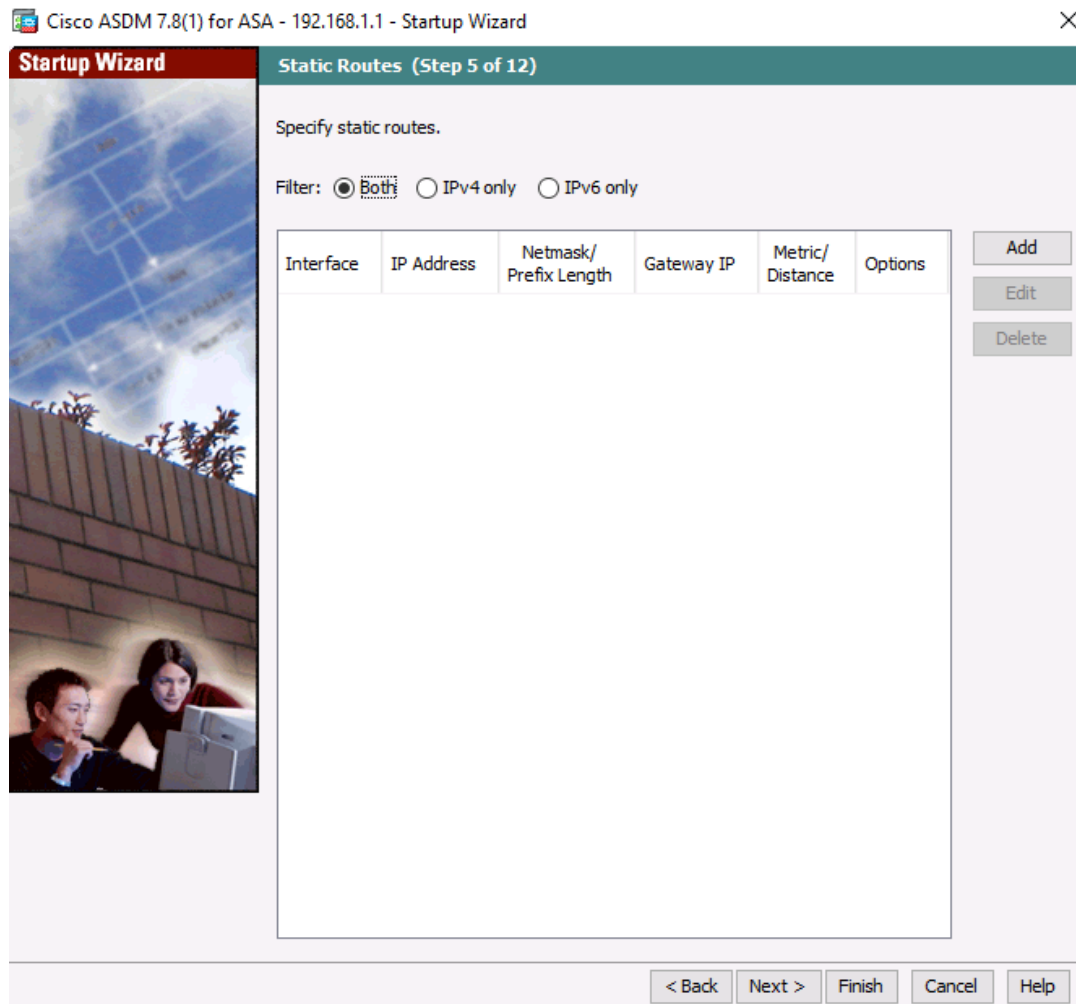 Cisco ASDM 7.8(1) for ASA - 192.168.1.1 - Startup Wizard
Startup Wizard
Static Routes (Step 5 of 12)
Specify static routes.
Filter: Both IPv4 only IPv6 only
Interface IP Address Netmask/ Prefix Length Gateway IP Metric/ Distance Options
Add
Edit
Delete
< Back Next > Finish Cancel Help